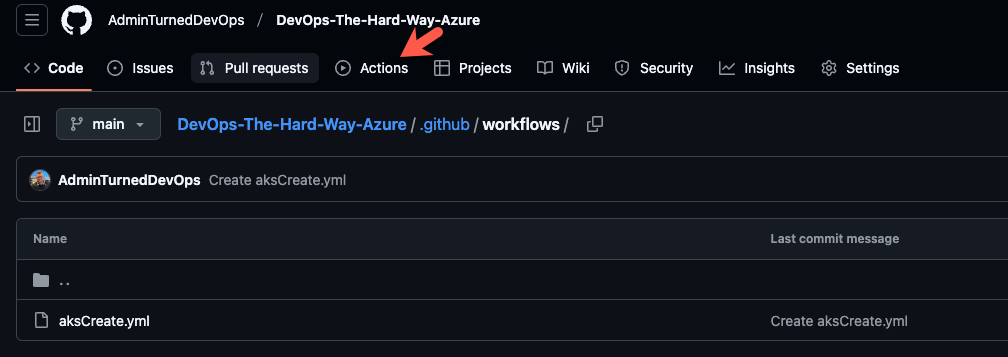 AdminTurnedDevOps / DevOps-The-Hard-Way-Azure
Code Issues Pull requests Actions Projects Wiki Security Insights Settings
main DevOps-The-Hard-Way-Azure / .github / workflows /
AdminTurnedDevOps Create aksCreate.yml
Name Last commit message
..
aksCreate.yml Create aksCreate.yml